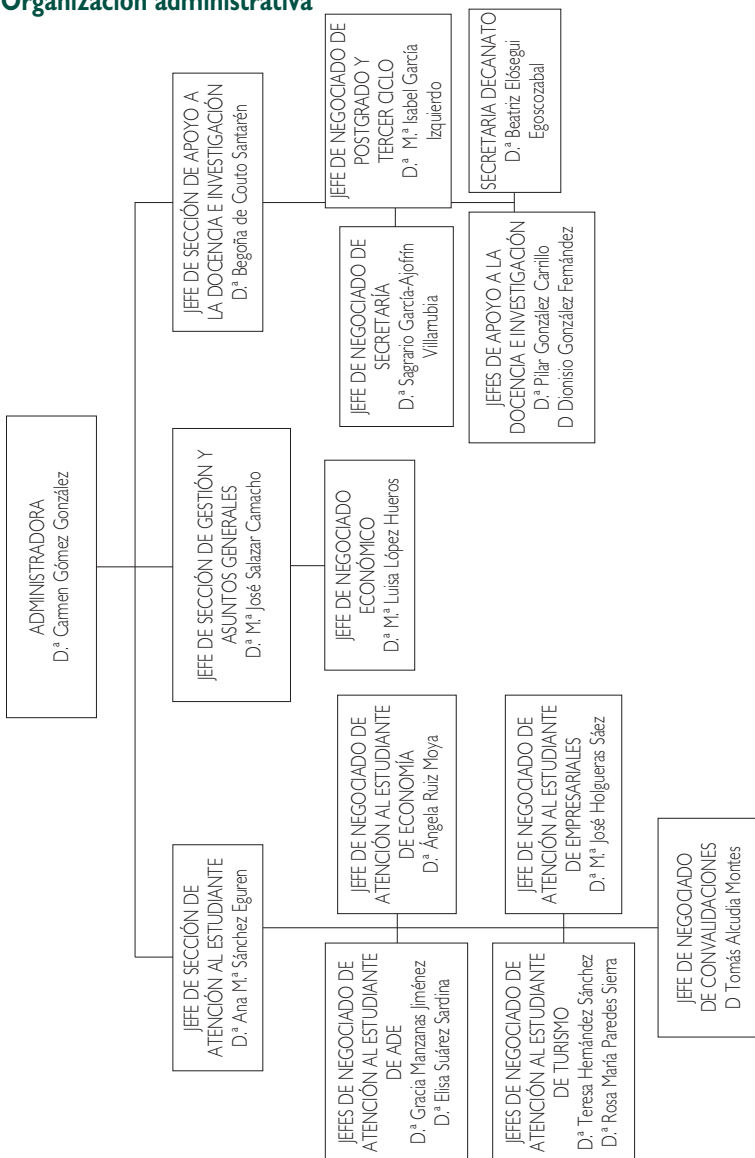 Organización administrativa
ADMINISTRADORA
D.ª Carmen Gómez González
JEFE DE SECCIÓN DE
ATENCIÓN AL ESTUDIANTE
D.ª Ana M.ª Sánchez Eguren
JEFE DE SECCIÓN DE GESTIÓN Y
ASUNTOS GENERALES
D.ª M.ª José Salazar Camacho
JEFE DE SECCIÓN DE APOYO A
LA DOCENCIA E INVESTIGACIÓN
D.ª Begoña de Couto Santarén
JEFES DE NEGOCIADO DE
ATENCIÓN AL ESTUDIANTE
DE ADE
D.ª Gracia Manzanas Jiménez
D.ª Elisa Suárez Sardina
JEFE DE NEGOCIADO DE
ATENCIÓN AL ESTUDIANTE
DE ECONOMÍA
D.ª Ángela Ruiz Moya
JEFE DE NEGOCIADO
ECONÓMICO
D.ª M.ª Luisa López Hueros
JEFE DE NEGOCIADO DE
SECRETARÍA
D.ª Sagrario García-Ajofrín
Villarrubia
JEFE DE NEGOCIADO DE
POSTGRADO Y
TERCER CICLO
D.ª M.ª Isabel García
Izquierdo
JEFES DE NEGOCIADO DE
ATENCIÓN AL ESTUDIANTE
DE TURISMO
D.ª Teresa Hernández Sánchez
D.ª Rosa María Paredes Sierra
JEFE DE NEGOCIADO DE
ATENCIÓN AL ESTUDIANTE
DE EMPRESARIALES
D.ª M.ª José Holgueras Sáez
JEFES DE APOYO A LA
DOCENCIA E INVESTIGACIÓN
D.ª Pilar González Carrillo
D Dionisio González Fernández
SECRETARIA DECANATO
D.ª Beatriz Elósegui
Egoscozabal
JEFE DE NEGOCIADO
DE CONVALIDACIONES
D Tomás Alcudia Montes